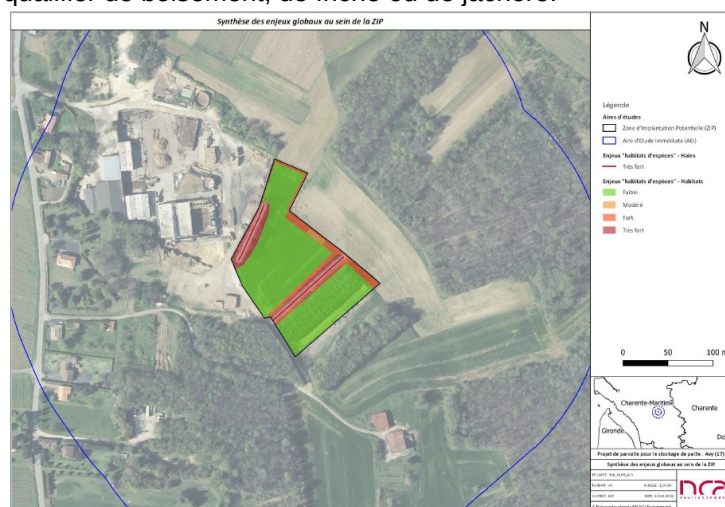 qualifier de boisement, de friche ou de jachère.
Synthèse des enjeux globaux au sein de la ZIP
N
Légende
Aires d'études
Zone d'Implantation Potentielle (ZIP)
Aire d'Etude Immédiate (AEI)
Enjeux "habitats d'espèces" - Haies
Très fort
Enjeux "habitats d'espèces" - Habitats
Faible
Modéré
Fort
Très fort
0 50 100 m
Charente-Maritime
Charente
Gironde
Do
Projet de parcelle pour le stockage de paille : Avy (17)
Synthèse des enjeux globaux au sein de la ZIP
nca